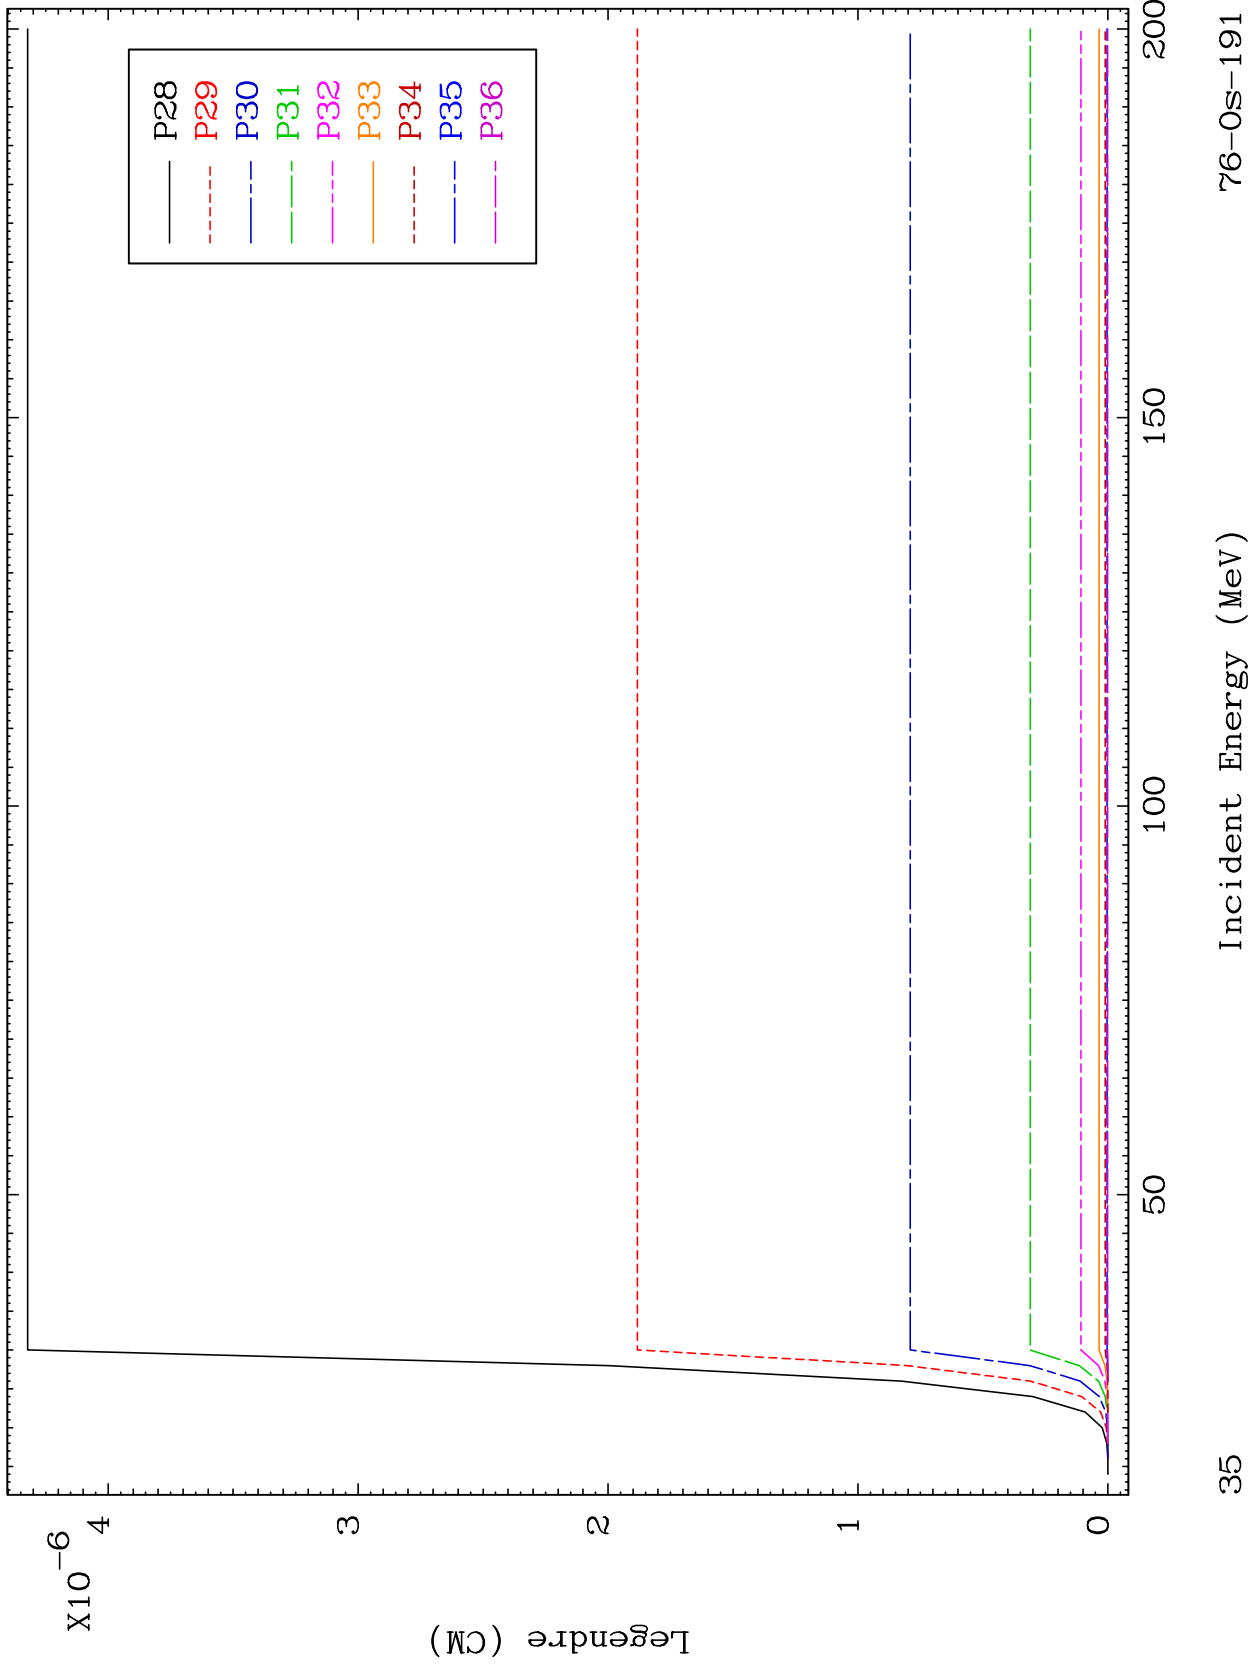 X10-6
4
3
2
1
0
Legendre (CM)
P28
P29
P30
P31
P32
P33
P34
P35
P36
50
100
150
200
35
Incident Energy (MeV)
76-Os-191